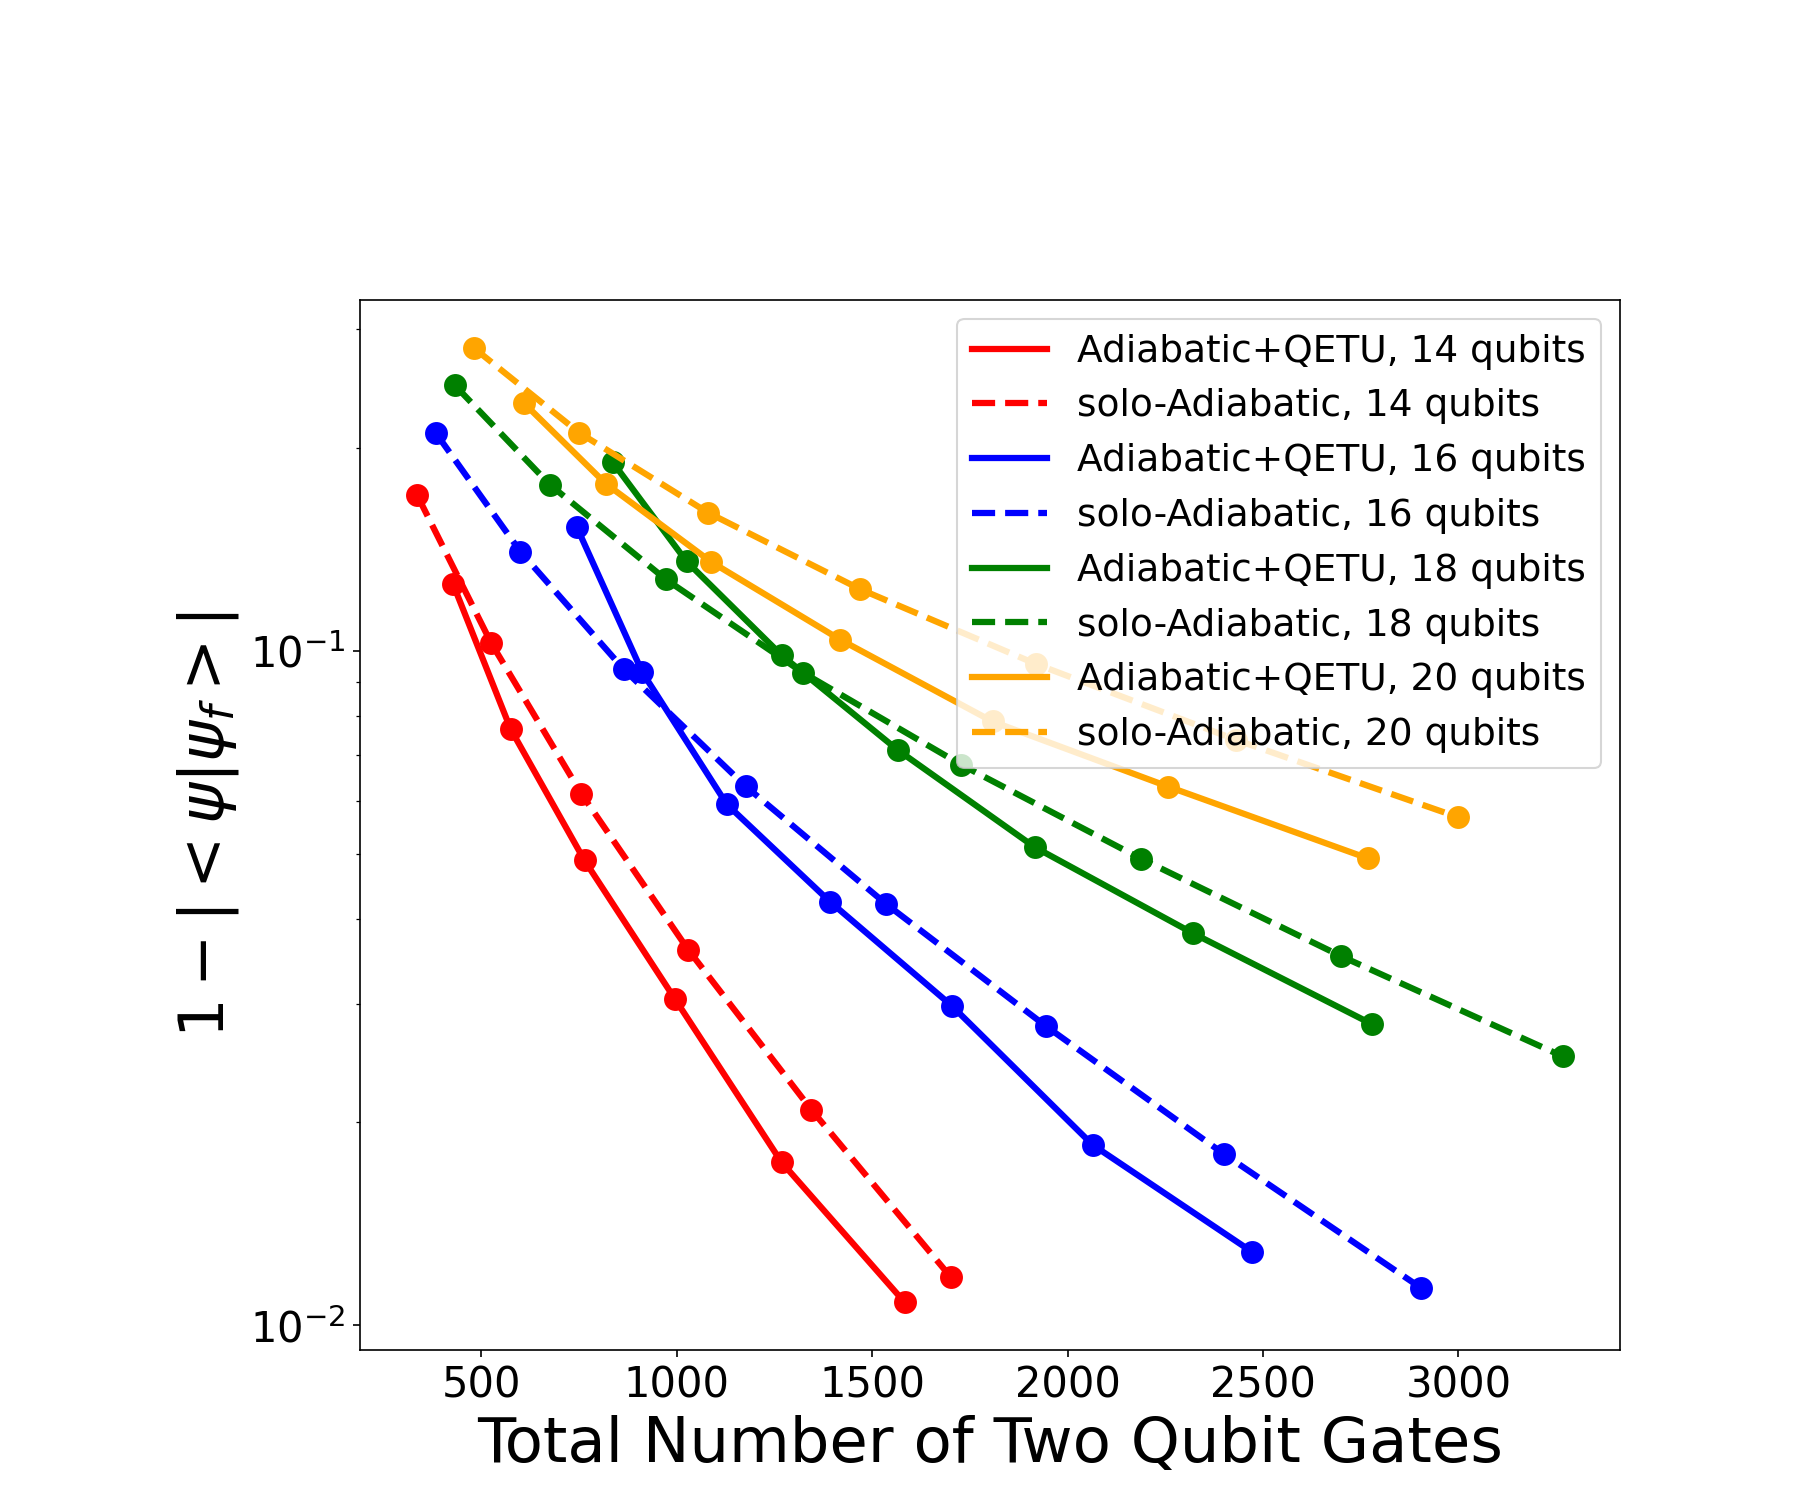 Adiabatic+QETU, 14 qubits
solo-Adiabatic, 14 qubits
Adiabatic+QETU, 16 qubits
solo-Adiabatic, 16 qubits
Adiabatic+QETU, 18 qubits
solo-Adiabatic, 18 qubits
Adiabatic+QETU, 20 qubits
solo-Adiabatic, 20 qubits
1 − | < ψ|ψ_f > |
10⁻¹
10⁻²
500 1000 1500 2000 2500 3000
Total Number of Two Qubit Gates